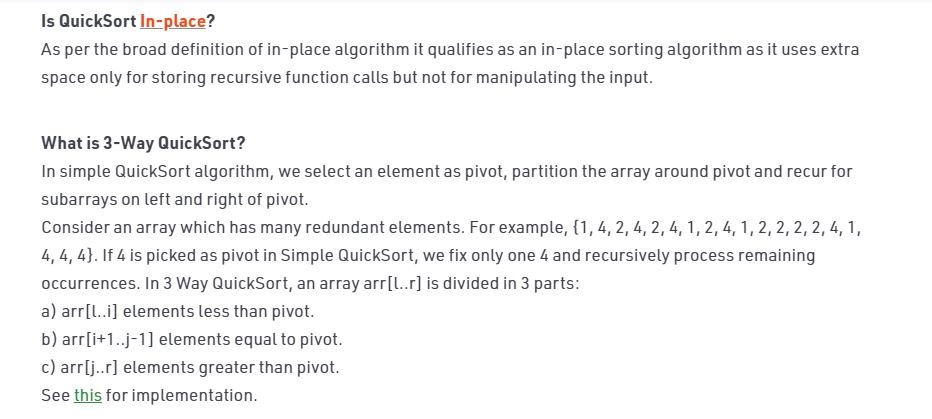 Is QuickSort In-place?
As per the broad definition of in-place algorithm it qualifies as an in-place sorting algorithm as it uses extra
space only for storing recursive function calls but not for manipulating the input.
What is 3-Way QuickSort?
In simple QuickSort algorithm, we select an element as pivot, partition the array around pivot and recur for
subarrays on left and right of pivot.
Consider an array which has many redundant elements. For example, {1, 4, 2, 4, 2, 4, 1, 2, 4, 1, 2, 2, 2, 2, 4, 1,
4, 4, 4}. If 4 is picked as pivot in Simple QuickSort, we fix only one 4 and recursively process remaining
occurrences. In 3 Way QuickSort, an array arr[l..r] is divided in 3 parts:
a) arr[l..i] elements less than pivot.
b) arr[i+1..j-1] elements equal to pivot.
c) arr[j..r] elements greater than pivot.
See this for implementation.